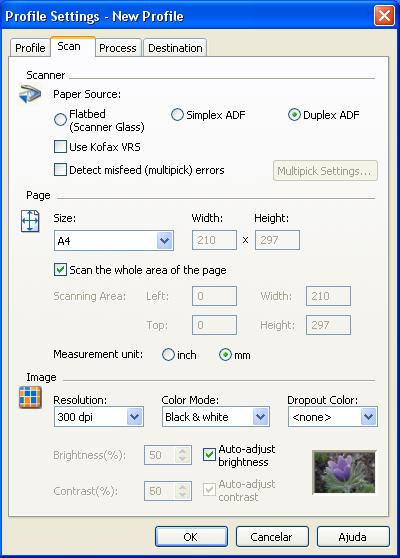 Profile Settings - New Profile
Profile Scan Process Destination
Scanner
Paper Source:
Flatbed
(Scanner Glass)
Simplex ADF
Duplex ADF
Use Kofax VRS
Detect misfeed (multipick) errors
Multipick Settings...
Page
Size: Width: Height:
A4 210 x 297
Scan the whole area of the page
Scanning Area: Left: 0 Width: 210
Top: 0 Height: 297
Measurement unit: inch mm
Image
Resolution: Color Mode: Dropout Color:
300 dpi Black & white <none>
Brightness(%): 50 Auto-adjust
brightness
Contrast(%): 50 Auto-adjust
contrast
OK Cancelar Ajuda